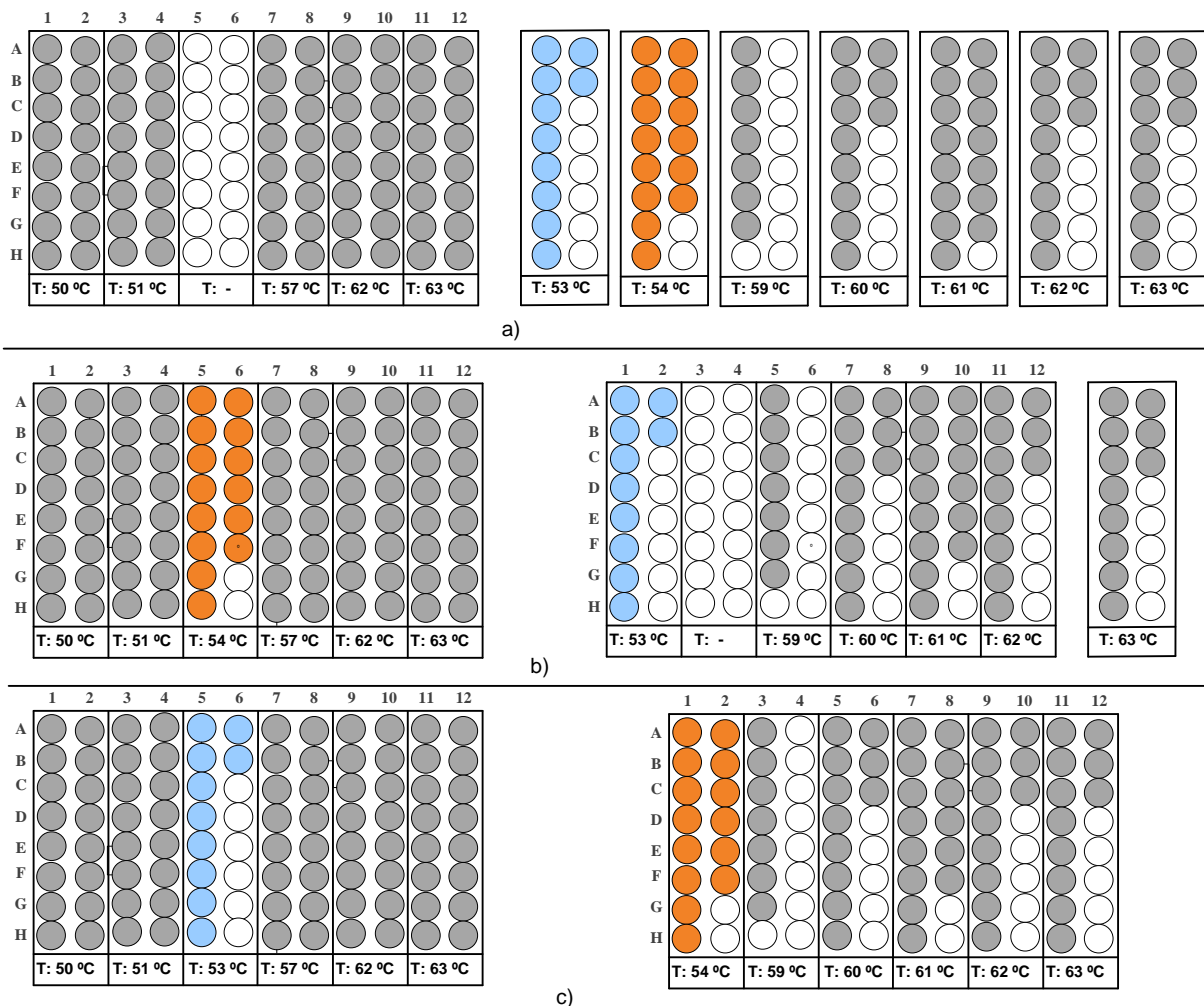 1 2 3 4 5 6 7 8 9 10 11 12
A
B
C
D
E
F
G
H
T: 50 ºC T: 51 ºC T: - T: 57 ºC T: 62 ºC T: 63 ºC T: 53 ºC T: 54 ºC T: 59 ºC T: 60 ºC T: 61 ºC T: 62 ºC T: 63 ºC
a)
1 2 3 4 5 6 7 8 9 10 11 12 1 2 3 4 5 6 7 8 9 10 11 12
A A
B B
C C
D D
E E
F F
G G
H H
T: 50 ºC T: 51 ºC T: 54 ºC T: 57 ºC T: 62 ºC T: 63 ºC T: 53 ºC T: - T: 59 ºC T: 60 ºC T: 61 ºC T: 62 ºC T: 63 ºC
b)
1 2 3 4 5 6 7 8 9 10 11 12 1 2 3 4 5 6 7 8 9 10 11 12
A A
B B
C C
D D
E E
F F
G G
H H
T: 50 ºC T: 51 ºC T: 53 ºC T: 57 ºC T: 62 ºC T: 63 ºC T: 54 ºC T: 59 ºC T: 60 ºC T: 61 ºC T: 62 ºC T: 63 ºC
c)